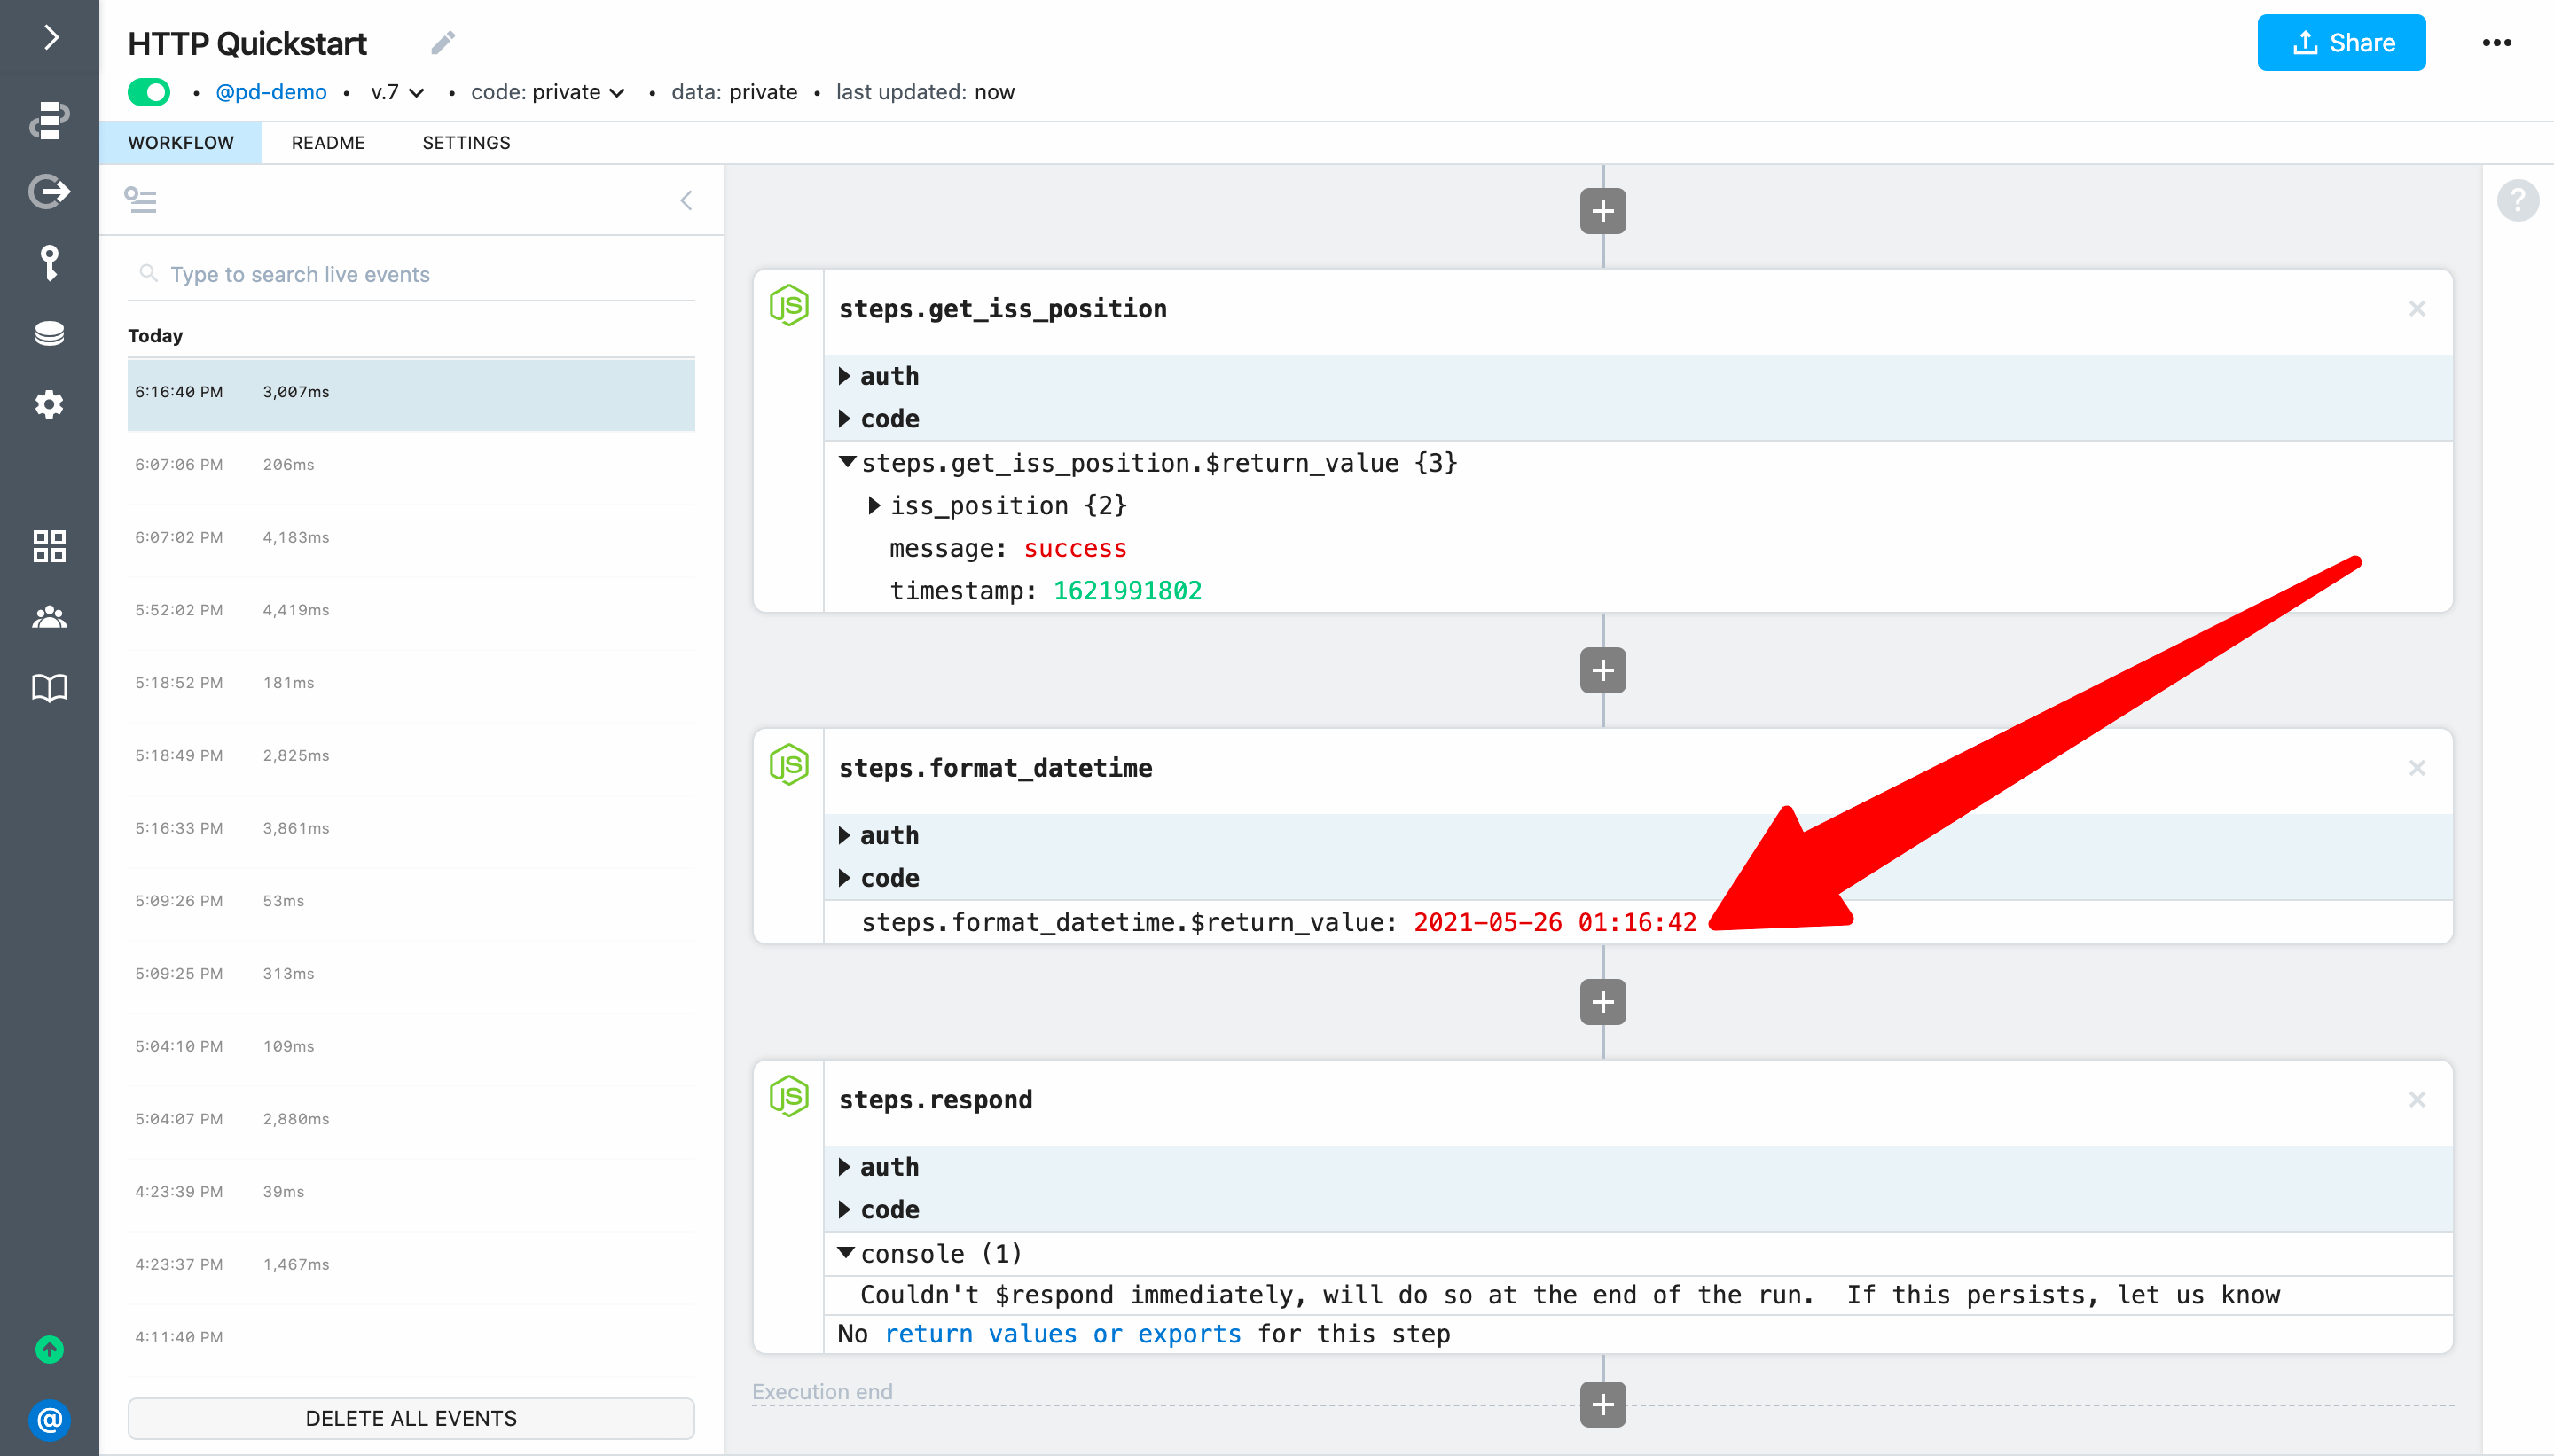 HTTP Quickstart
Share
• @pd-demo • v.7 • code: private • data: private • last updated: now
WORKFLOW README SETTINGS
Type to search live events
Today
6:16:40 PM 3,007ms
6:07:06 PM 206ms
6:07:02 PM 4,183ms
5:52:02 PM 4,419ms
5:18:52 PM 181ms
5:18:49 PM 2,825ms
5:16:33 PM 3,861ms
5:09:26 PM 53ms
5:09:25 PM 313ms
5:04:10 PM 109ms
5:04:07 PM 2,880ms
4:23:39 PM 39ms
4:23:37 PM 1,467ms
4:11:40 PM
DELETE ALL EVENTS
@
JS
steps.get_iss_position
auth
code
steps.get_iss_position.$return_value {3}
iss_position {2}
message: success
timestamp: 1621991802
JS
steps.format_datetime
auth
code
steps.format_datetime.$return_value: 2021-05-26 01:16:42
JS
steps.respond
auth
code
console (1)
Couldn't $respond immediately, will do so at the end of the run. If this persists, let us know
No return values or exports for this step
Execution end
?